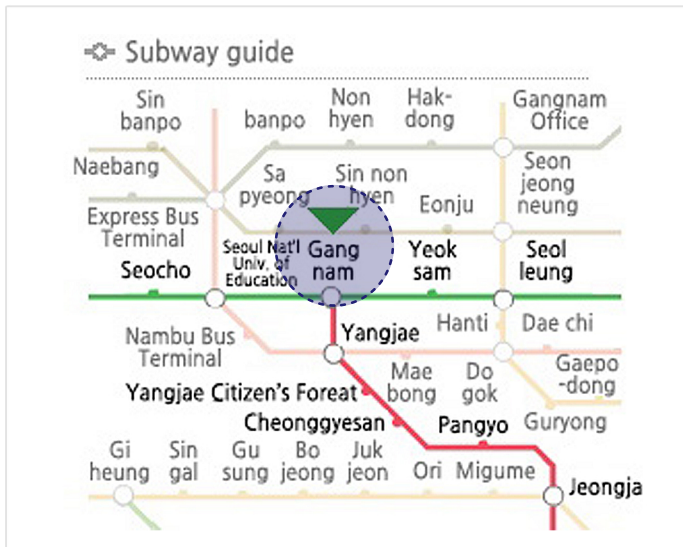 Subway guide
Sin
banpo
banpo
Non
hyen
Hak-
dong
Gangnam
Office
Naebang
Sa
pyeong
Sin non
hyen
Seon
jeong
neung
Express Bus
Terminal
Eonju
Seocho
Seoul Nat'l
Univ. of
Education
Gang
nam
Yeok
sam
Seol
leung
Nambu Bus
Terminal
Yangjae
Hanti
Dae chi
Yangjae Citizen's Foreat
Mae
bong
Do
gok
Gaepo
-dong
Cheonggyesan
Pangyo
Guryong
Gi
heung
Sin
gal
Gu
sung
Bo
jeong
Juk
jeon
Ori
Migume
Jeongja